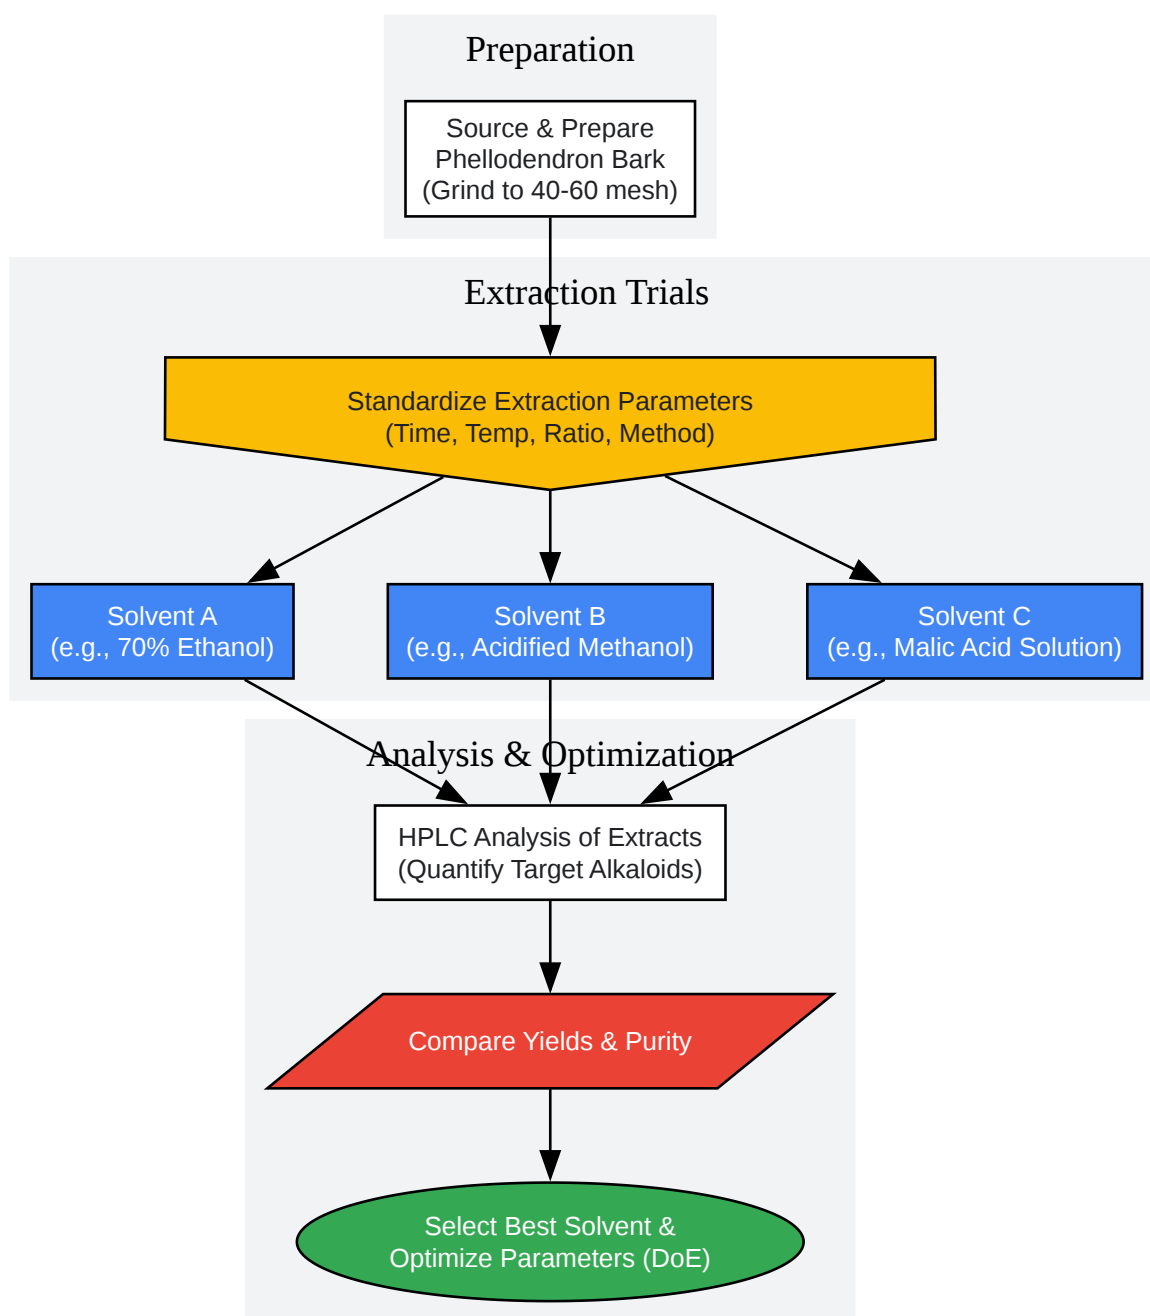 Preparation
Source & Prepare
Phellodendron Bark
(Grind to 40-60 mesh)
Extraction Trials
Standardize Extraction Parameters
(Time, Temp, Ratio, Method)
Solvent A
(e.g., 70% Ethanol)
Solvent B
(e.g., Acidified Methanol)
Solvent C
(e.g., Malic Acid Solution)
Analysis & Optimization
HPLC Analysis of Extracts
(Quantify Target Alkaloids)
Compare Yields & Purity
Select Best Solvent &
Optimize Parameters (DoE)